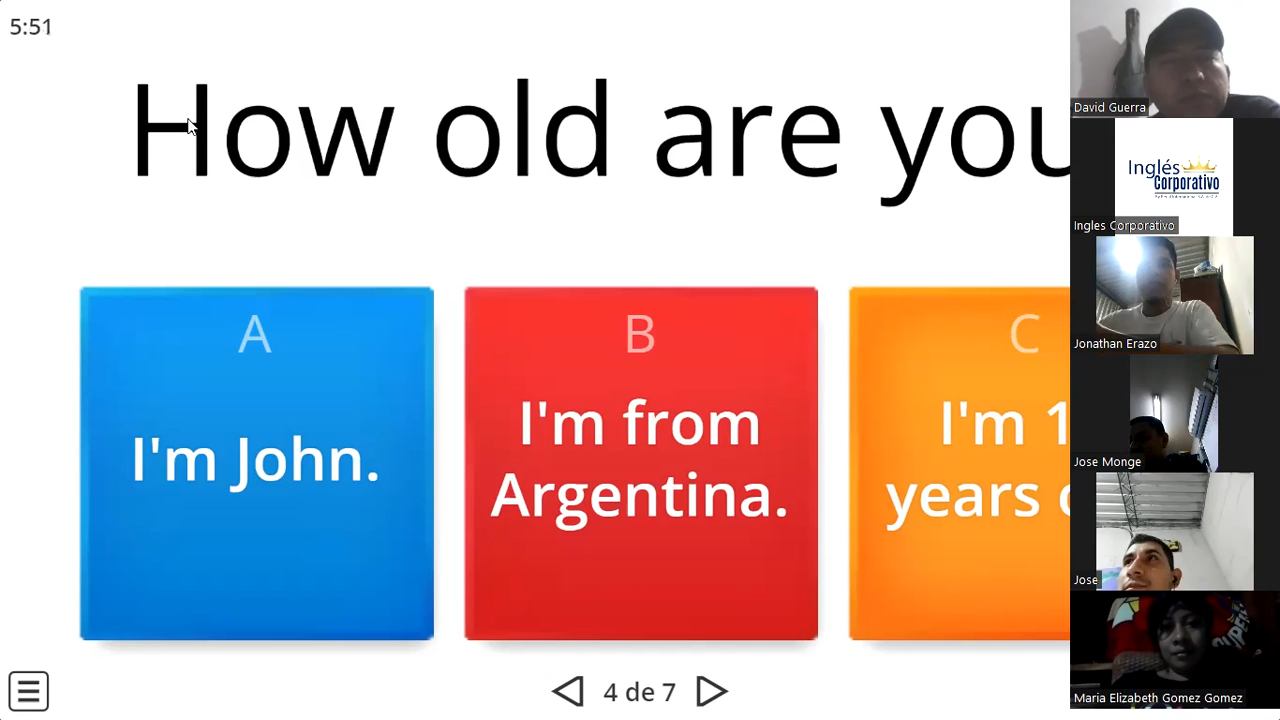 5:51
How old are you
A
I'm John.
B
I'm from
Argentina.
C
I'm 1
years
4 de 7
David Guerra
Inglés
Corporativo
Ingles Corporativo
Jonathan Erazo
Jose Monge
Jose
Maria Elizabeth Gomez Gomez